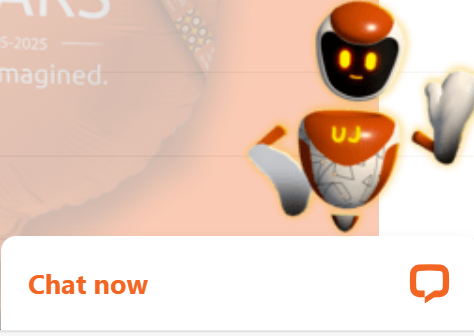 ARS
5-2025
magined.
UJ
Chat now